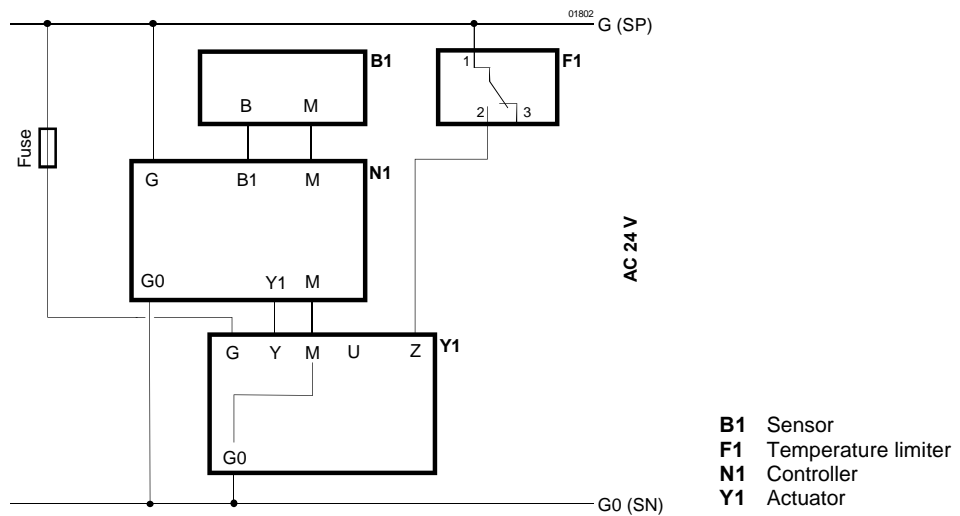 01802
G (SP)
B1
F1
1
B M
2 3
Fuse
N1
G B1 M
AC 24 V
G0 Y1 M
Y1
G Y M U Z
G0
B1 Sensor
F1 Temperature limiter
N1 Controller
Y1 Actuator
G0 (SN)